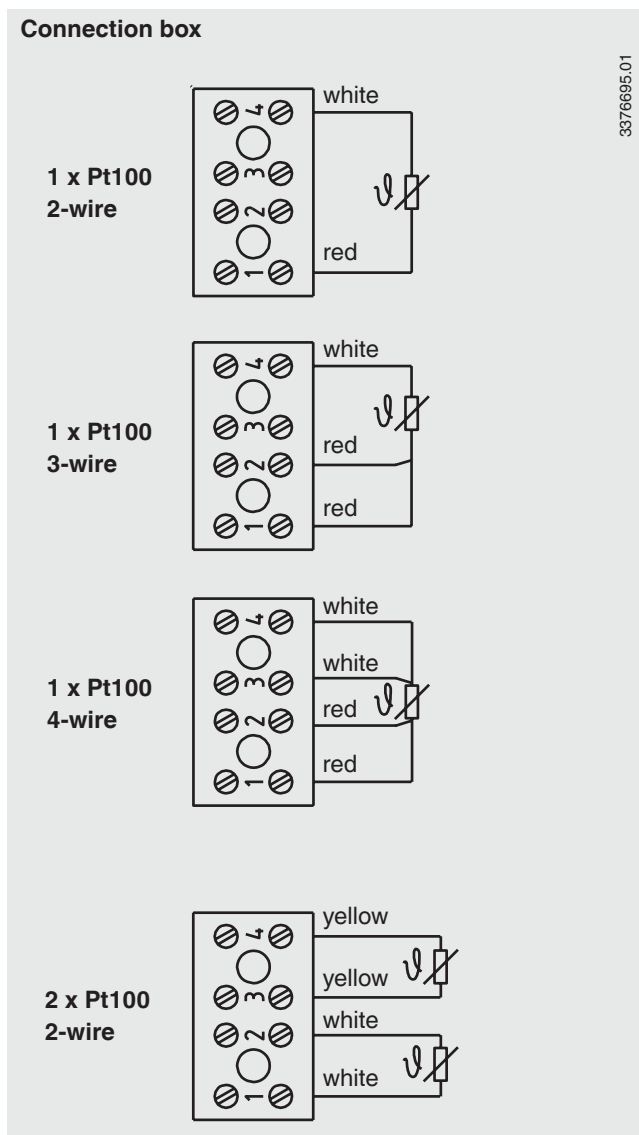 Connection box
3376695.01
1 x Pt100
2-wire
4
3
2
1
white
ϑ
red
1 x Pt100
3-wire
4
3
2
1
white
ϑ
red
red
1 x Pt100
4-wire
4
3
2
1
white
white
red
ϑ
red
2 x Pt100
2-wire
4
3
2
1
yellow
yellow
ϑ
white
white
ϑ